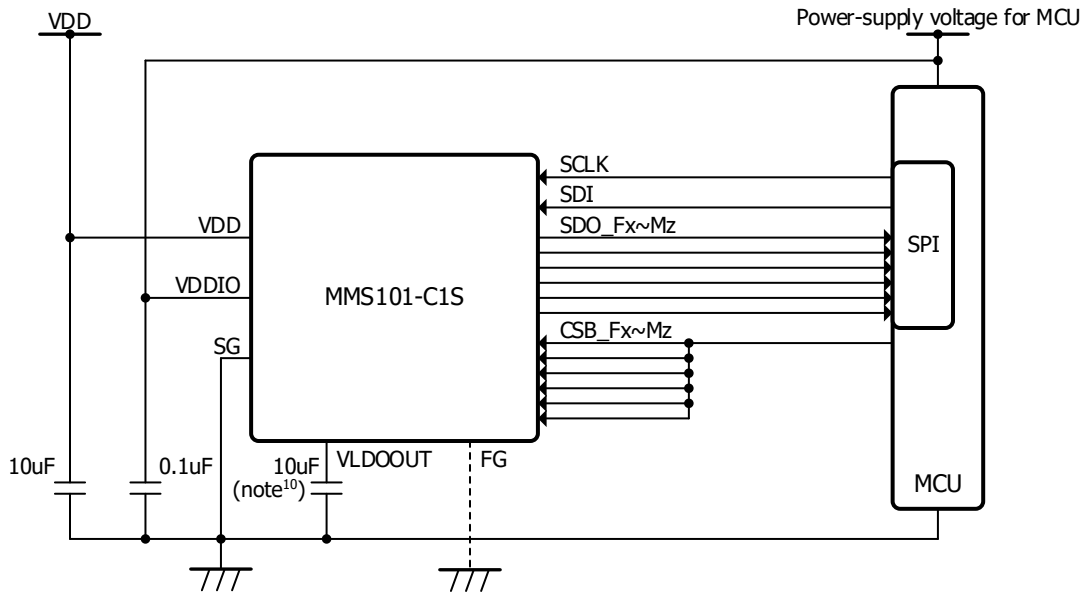 VDD
Power-supply voltage for MCU
SCLK
SDI
VDD
SDO_Fx~Mz
SPI
VDDIO
MMS101-C1S
CSB_Fx~Mz
SG
10uF
0.1uF
10uF
(note¹⁰)
VLDOOUT
FG
MCU